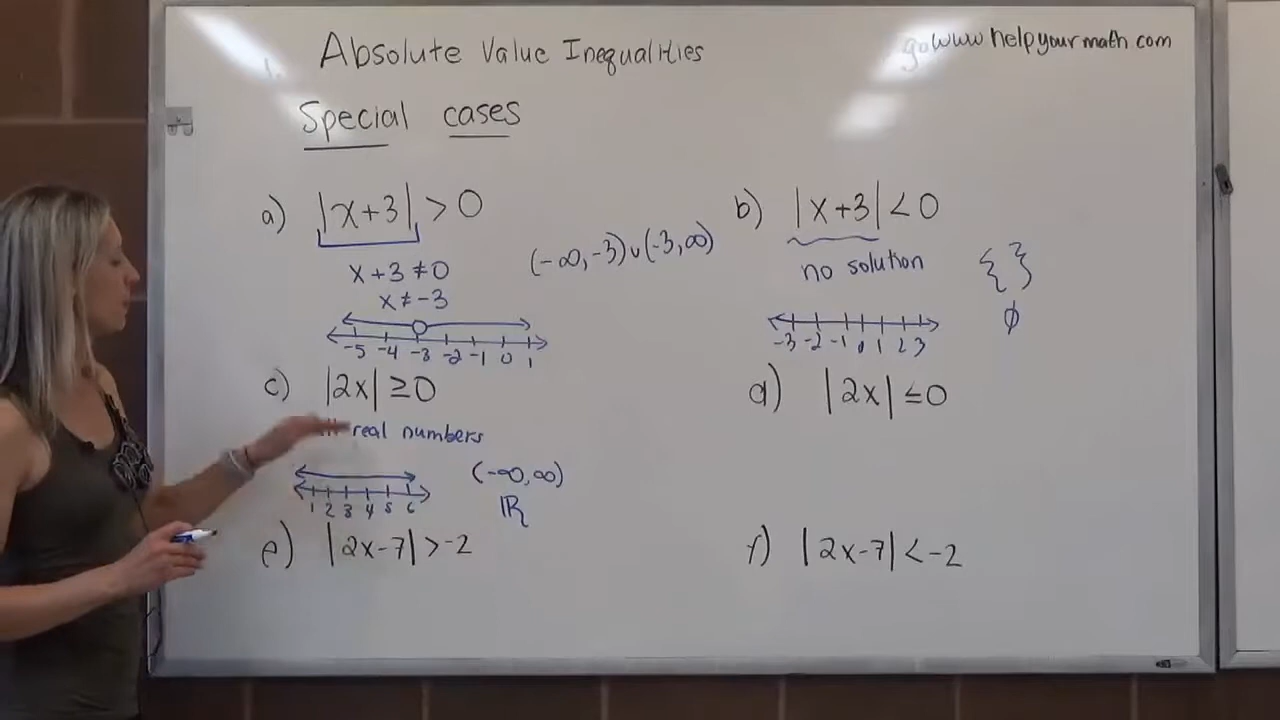 Absolute Value Inequalities
www.helpyourmath.com
Special cases
a) |x+3| > 0
x+3 ≠ 0
x ≠ -3
(-∞,-3)∪(-3,∞)
-5 -4 -3 -2 -1 0 1
b) |x+3| < 0
no solution
{ }
∅
-3 -2 -1 0 1 2 3
c) |2x| ≥ 0
real numbers
1 2 3 4 5 6
(-∞,∞)
ℝ
d) |2x| ≤ 0
e) |2x-7| > -2
f) |2x-7| < -2